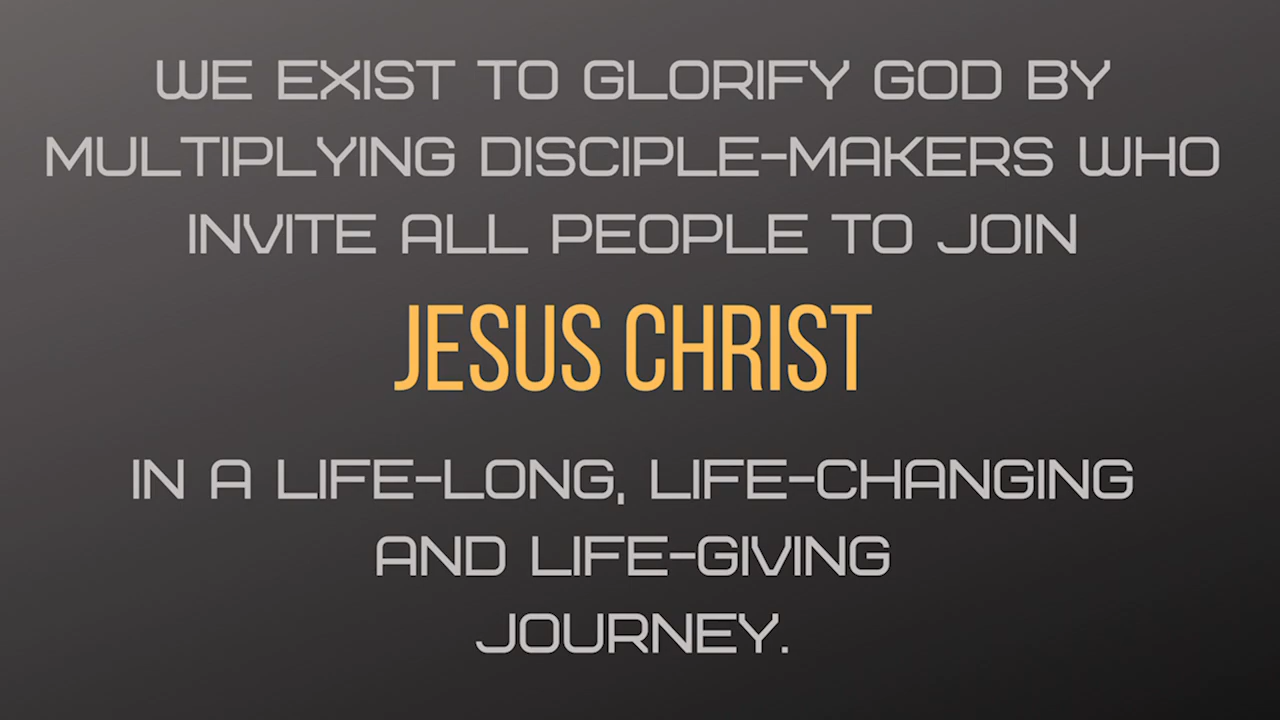 WE EXIST TO GLORIFY GOD BY
MULTIPLYING DISCIPLE-MAKERS WHO
INVITE ALL PEOPLE TO JOIN
JESUS CHRIST
IN A LIFE-LONG, LIFE-CHANGING
AND LIFE-GIVING
JOURNEY.